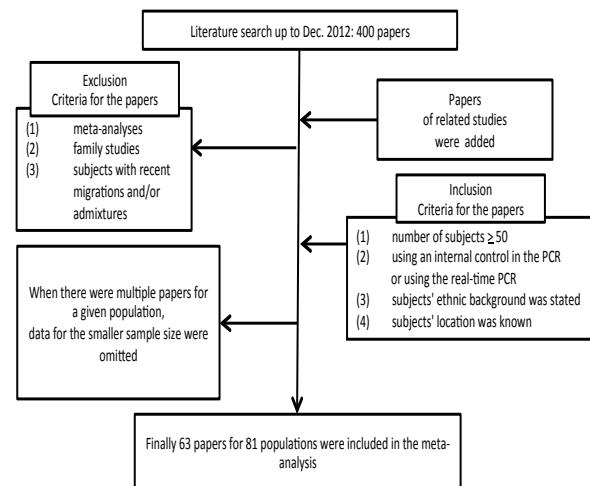 Literature search up to Dec. 2012: 400 papers
Exclusion
Criteria for the papers
(1) meta-analyses
(2) family studies
(3) subjects with recent
migrations and/or
admixtures
Papers
of related studies
were added
Inclusion
Criteria for the papers
(1) number of subjects ≥ 50
(2) using an internal control in the PCR
or using the real-time PCR
(3) subjects' ethnic background was stated
(4) subjects' location was known
When there were multiple papers for
a given population,
data for the smaller sample size were
omitted
Finally 63 papers for 81 populations were included in the meta-
analysis